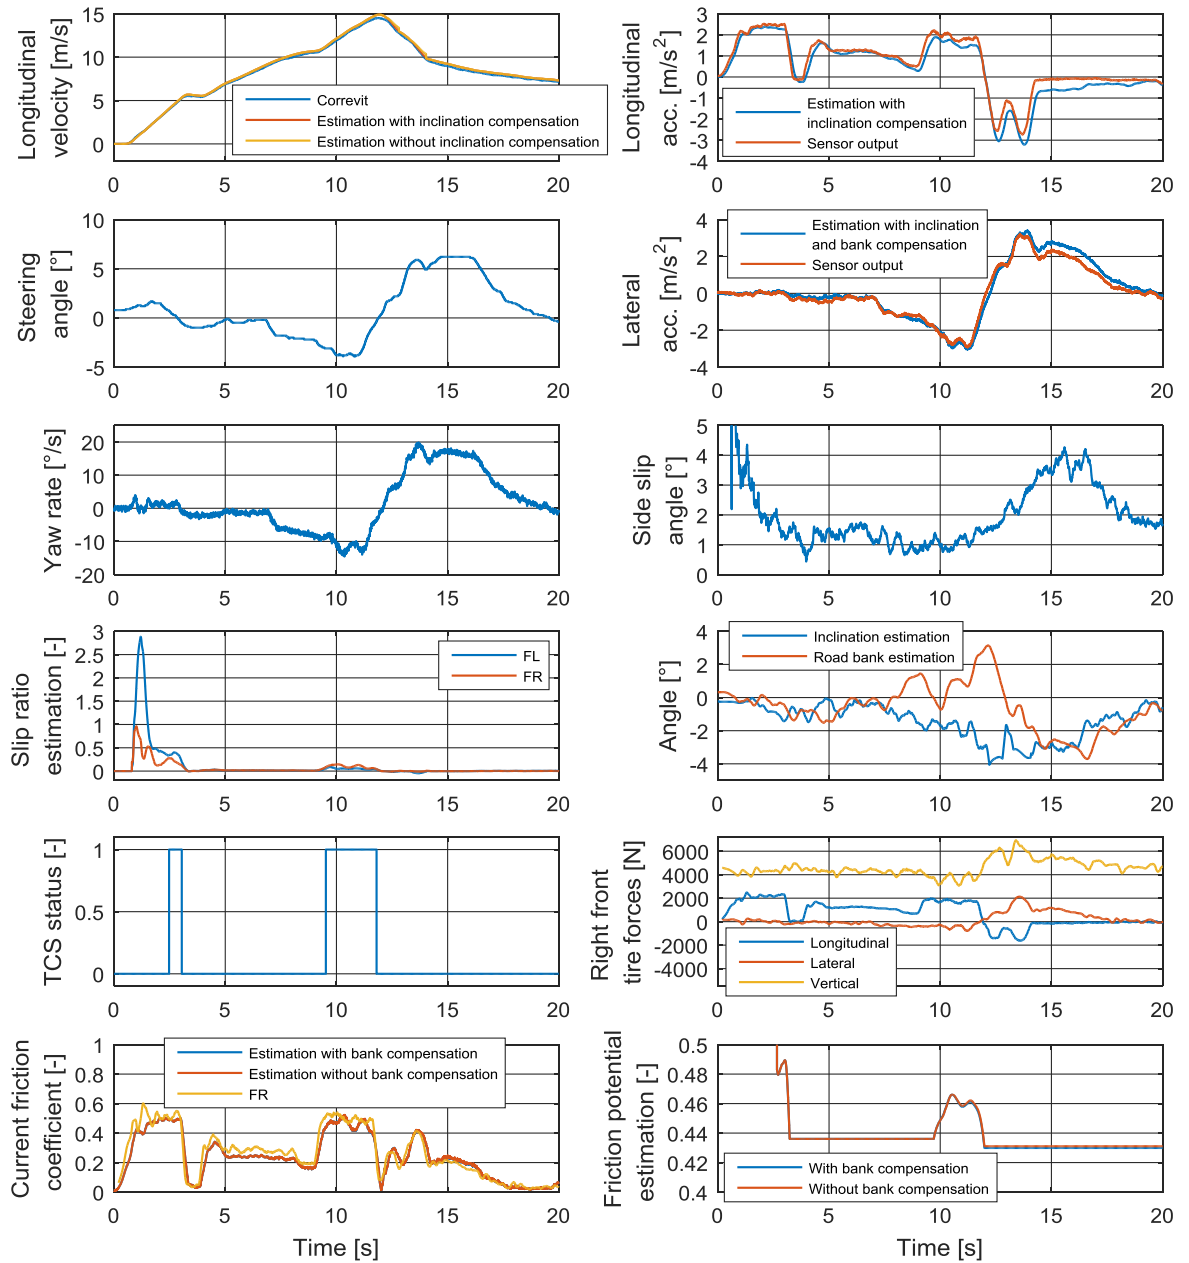 Longitudinal
velocity [m/s]
15
10
5
0
Correvit
Estimation with inclination compensation
Estimation without inclination compensation
0 5 10 15 20
Longitudinal
acc. [m/s²]
3
2
1
0
-1
-2
-3
-4
Estimation with
inclination compensation
Sensor output
0 5 10 15 20
Steering
angle [°]
10
5
0
-5
0 5 10 15 20
Lateral
acc. [m/s²]
4
2
0
-2
-4
Estimation with inclination
and bank compensation
Sensor output
0 5 10 15 20
Yaw rate [°/s]
20
10
0
-10
-20
0 5 10 15 20
Side slip
angle [°]
5
4
3
2
1
0
0 5 10 15 20
Slip ratio
estimation [-]
3
2.5
2
1.5
1
0.5
0
FL
FR
0 5 10 15 20
Angle [°]
4
2
0
-2
-4
Inclination estimation
Road bank estimation
0 5 10 15 20
TCS status [-]
1
0.5
0
0 5 10 15 20
Right front
tire forces [N]
6000
4000
2000
0
-2000
-4000
Longitudinal
Lateral
Vertical
0 5 10 15 20
Current friction
coefficient [-]
1
0.8
0.6
0.4
0.2
0
Estimation with bank compensation
Estimation without bank compensation
FR
0 5 10 15 20
Time [s]
Friction potential
estimation [-]
0.5
0.48
0.46
0.44
0.42
0.4
With bank compensation
Without bank compensation
0 5 10 15 20
Time [s]